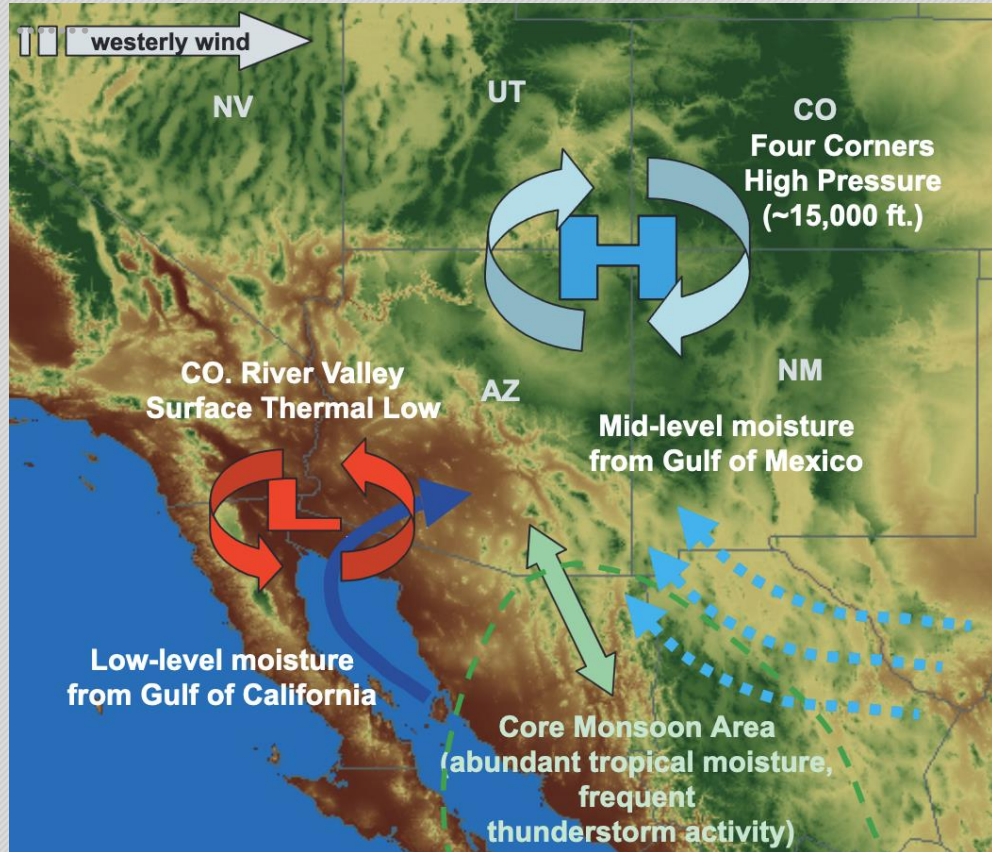 westerly wind
NV
UT
CO
Four Corners
High Pressure
(~15,000 ft.)
H
CO. River Valley
Surface Thermal Low
AZ
NM
Mid-level moisture
from Gulf of Mexico
L
Low-level moisture
from Gulf of California
Core Monsoon Area
(abundant tropical moisture,
frequent
thunderstorm activity)